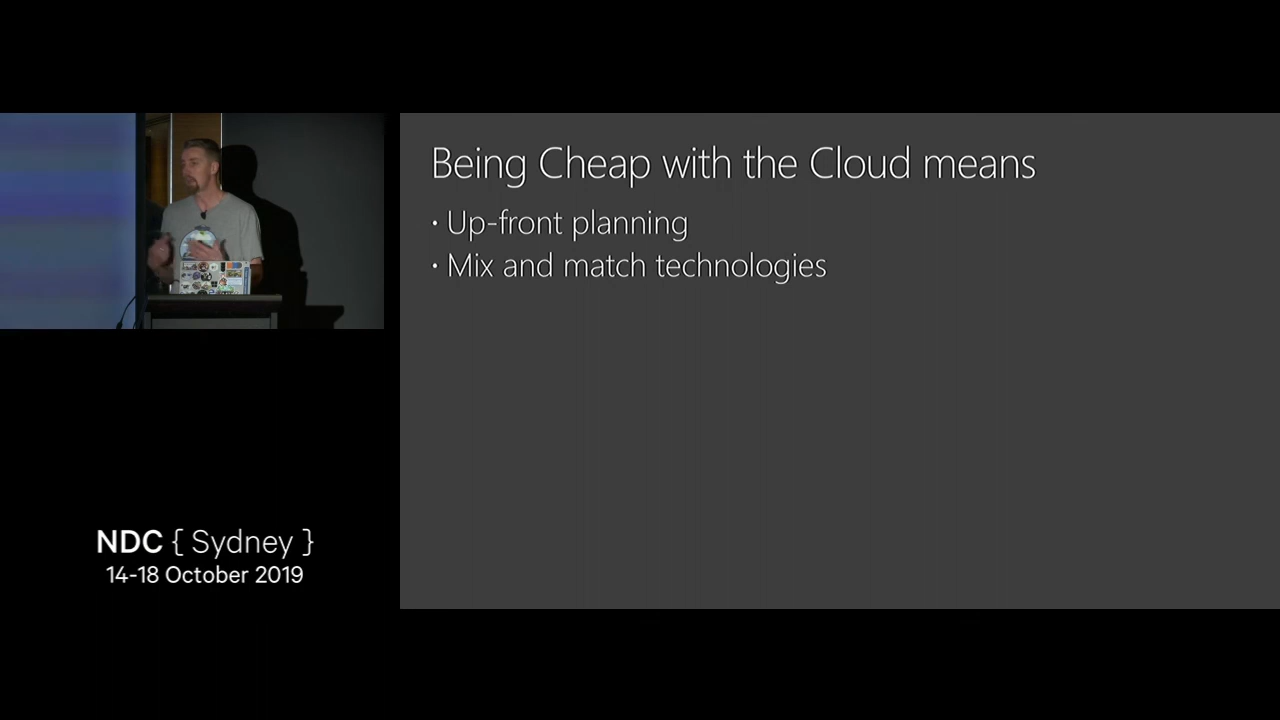 Being Cheap with the Cloud means
· Up-front planning
· Mix and match technologies
NDC { Sydney }
14-18 October 2019